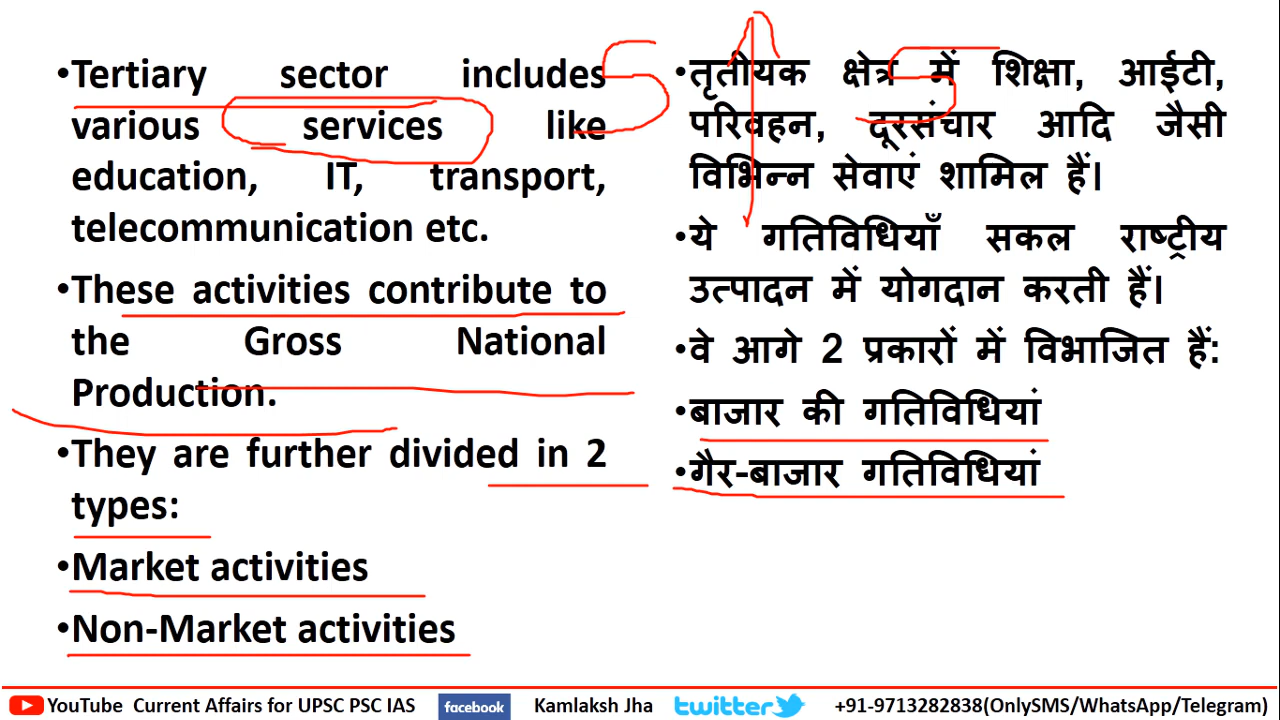 •Tertiary sector includes
various services like
education, IT, transport,
telecommunication etc.
•These activities contribute to
the Gross National
Production.
•They are further divided in 2
types:
•Market activities
•Non-Market activities
•तृतीयक क्षेत्र में शिक्षा, आईटी,
परिवहन, दूरसंचार आदि जैसी
विभिन्न सेवाएं शामिल हैं।
•ये गतिविधियाँ सकल राष्ट्रीय
उत्पादन में योगदान करती हैं।
•वे आगे 2 प्रकारों में विभाजित हैं:
•बाजार की गतिविधियां
•गैर-बाजार गतिविधियां
YouTube Current Affairs for UPSC PSC IAS facebook Kamlaksh Jha twitter +91-9713282838(OnlySMS/WhatsApp/Telegram)